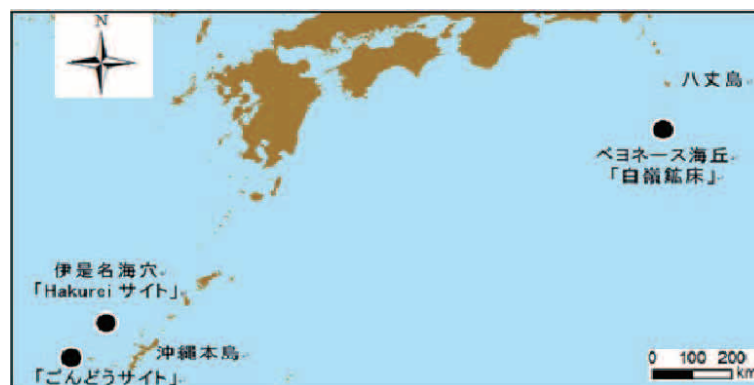 N
八丈島
ベヨネース海丘
「白嶺鉱床」
伊是名海穴
「Hakurei サイト」
沖縄本島
「ごんどうサイト」
0 100 200
km